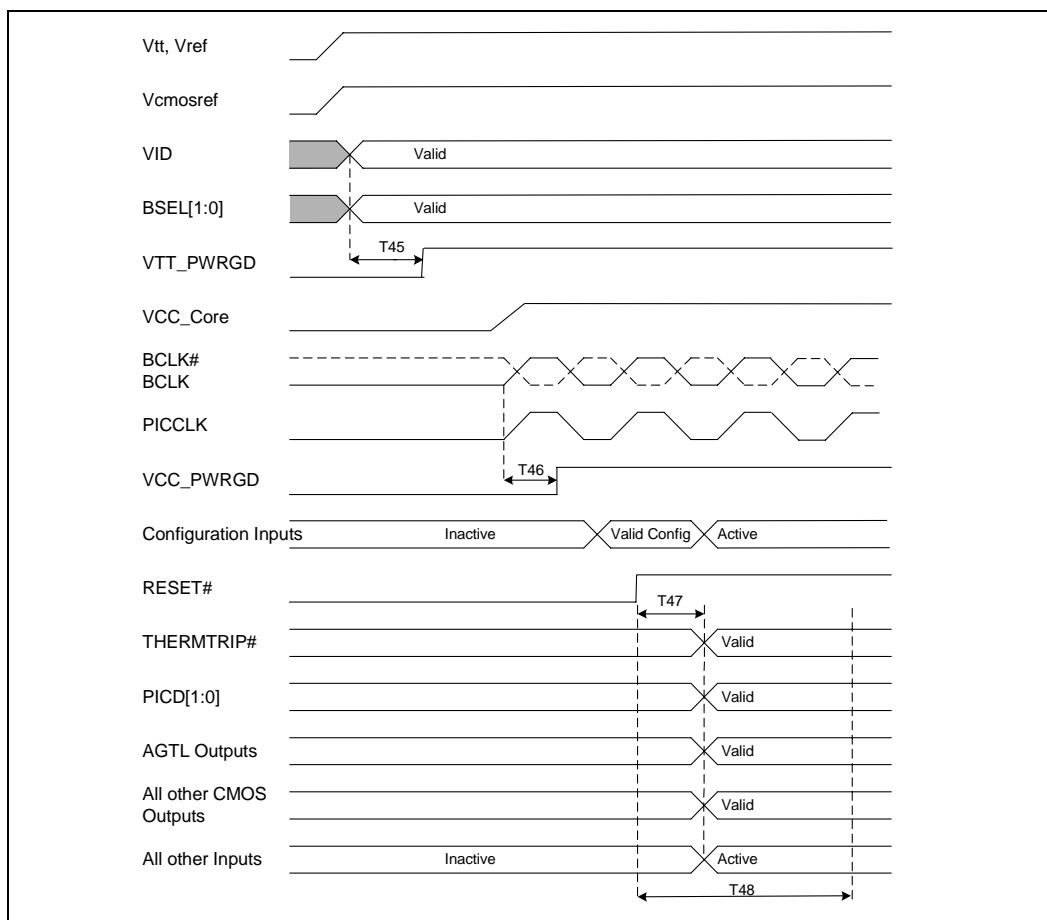 Vtt, Vref
Vcmosref
VID
Valid
BSEL[1:0]
Valid
T45
VTT_PWRGD
VCC_Core
BCLK#
BCLK
PICCLK
T46
VCC_PWRGD
Configuration Inputs
Inactive
Valid Config
Active
RESET#
T47
THERMTRIP#
Valid
PICD[1:0]
Valid
AGTL Outputs
Valid
All other CMOS
Outputs
Valid
All other Inputs
Inactive
Active
T48